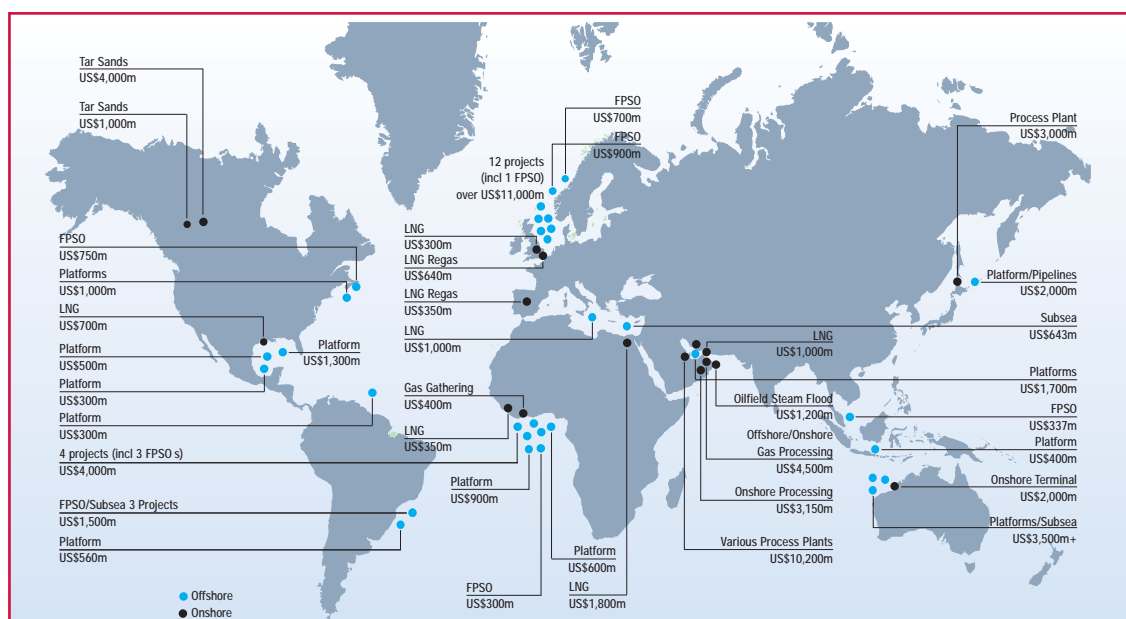 Tar Sands
US$4,000m
Tar Sands
US$1,000m
FPSO
US$750m
Platforms
US$1,000m
LNG
US$700m
Platform
US$500m
Platform
US$1,300m
Platform
US$300m
Platform
US$300m
4 projects (incl 3 FPSO s)
US$4,000m
FPSO/Subsea 3 Projects
US$1,500m
Platform
US$560m
FPSO
US$700m
FPSO
US$900m
12 projects
(incl 1 FPSO)
over US$11,000m
LNG
US$300m
LNG Regas
US$640m
LNG Regas
US$350m
LNG
US$1,000m
Gas Gathering
US$400m
LNG
US$350m
Platform
US$900m
FPSO
US$300m
Platform
US$600m
LNG
US$1,800m
Process Plant
US$3,000m
Platform/Pipelines
US$2,000m
Subsea
US$643m
LNG
US$1,000m
Platforms
US$1,700m
Oilfield Steam Flood
US$1,200m
FPSO
US$337m
Offshore/Onshore
Gas Processing
US$4,500m
Platform
US$400m
Onshore Processing
US$3,150m
Onshore Terminal
US$2,000m
Various Process Plants
US$10,200m
Platforms/Subsea
US$3,500m+
Offshore
Onshore